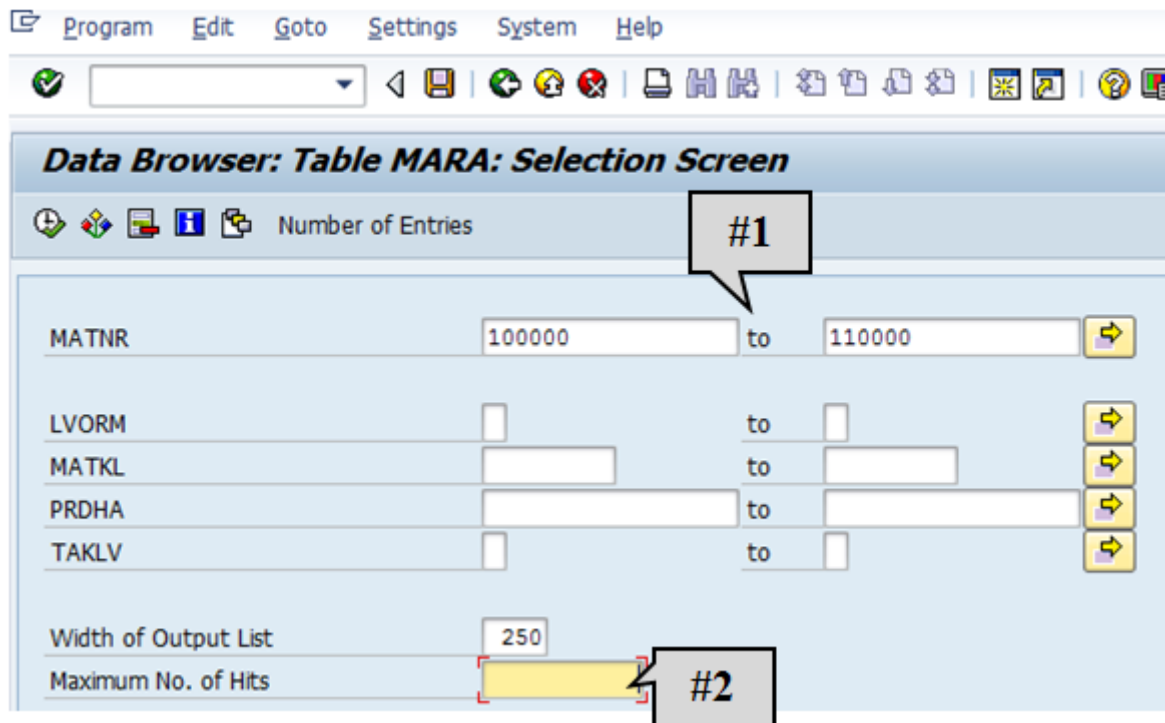 Program Edit Goto Settings System Help
Data Browser: Table MARA: Selection Screen
Number of Entries
#1
MATNR 100000 to 110000
LVORM to
MATKL to
PRDHA to
TAKLV to
Width of Output List 250
Maximum No. of Hits
#2